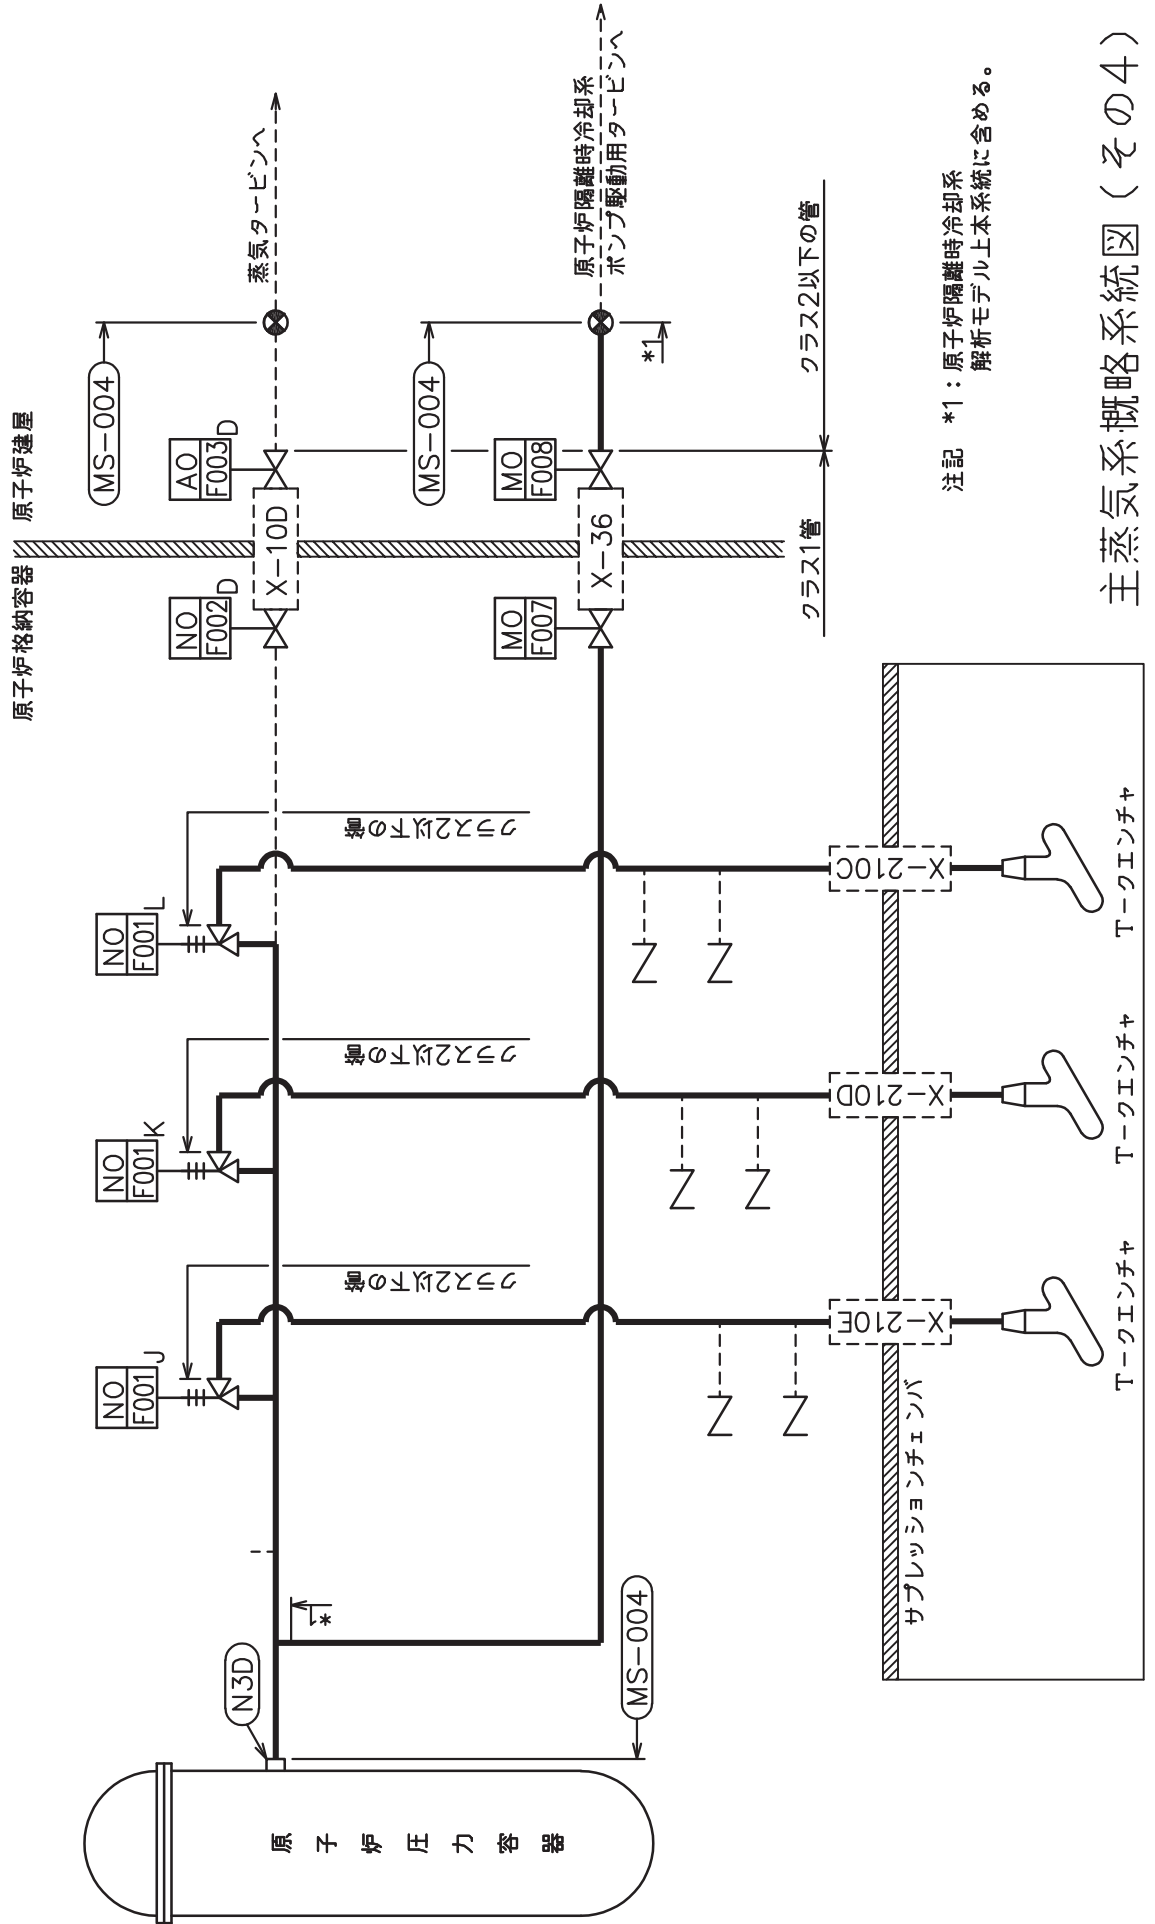 原子炉格納容器
原子炉建屋
MS-004
NO
F001
J
NO
F001
K
NO
F001
L
NO
F002
D
AO
F003
D
X-10D
蒸気タービンへ
クラス2以下の管
クラス2以下の管
クラス2以下の管
N3D
*1
MS-004
MO
F007
MO
F008
X-36
*1
原子炉隔離時冷却系
ポンプ駆動用タービンへ
原子炉圧力容器
MS-004
クラス1管
クラス2以下の管
X-210E
X-210D
X-210C
サプレッションチェンバ
Tークエンチャ
Tークエンチャ
Tークエンチャ
注記 *1：原子炉隔離時冷却系
解析モデル上本系統に含める。
主蒸気系概略系統図(その4)